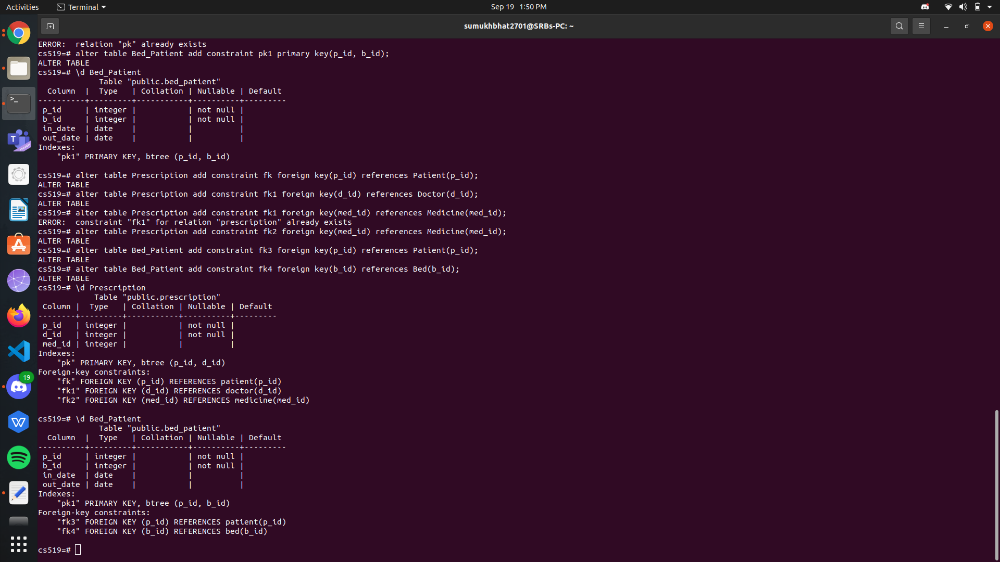 Activities Terminal Sep 19 1:50 PM
sumukhbhat2701@SRBs-PC: ~
ERROR:  relation "pk" already exists
cs519=# alter table Bed_Patient add constraint pk1 primary key(p_id, b_id);
ALTER TABLE
cs519=# \d Bed_Patient
             Table "public.bed_patient"
  Column  |  Type   | Collation | Nullable | Default
----------+---------+-----------+----------+---------
 p_id     | integer |           | not null |
 b_id     | integer |           | not null |
 in_date  | date    |           |          |
 out_date | date    |           |          |
Indexes:
    "pk1" PRIMARY KEY, btree (p_id, b_id)
cs519=# alter table Prescription add constraint fk foreign key(p_id) references Patient(p_id);
ALTER TABLE
cs519=# alter table Prescription add constraint fk1 foreign key(d_id) references Doctor(d_id);
ALTER TABLE
cs519=# alter table Prescription add constraint fk1 foreign key(med_id) references Medicine(med_id);
ERROR:  constraint "fk1" for relation "prescription" already exists
cs519=# alter table Prescription add constraint fk2 foreign key(med_id) references Medicine(med_id);
ALTER TABLE
cs519=# alter table Bed_Patient add constraint fk3 foreign key(p_id) references Patient(p_id);
ALTER TABLE
cs519=# alter table Bed_Patient add constraint fk4 foreign key(b_id) references Bed(b_id);
ALTER TABLE
cs519=# \d Prescription
            Table "public.prescription"
 Column |  Type   | Collation | Nullable | Default
--------+---------+-----------+----------+---------
 p_id   | integer |           | not null |
 d_id   | integer |           | not null |
 med_id | integer |           |          |
Indexes:
    "pk" PRIMARY KEY, btree (p_id, d_id)
Foreign-key constraints:
    "fk" FOREIGN KEY (p_id) REFERENCES patient(p_id)
    "fk1" FOREIGN KEY (d_id) REFERENCES doctor(d_id)
    "fk2" FOREIGN KEY (med_id) REFERENCES medicine(med_id)
cs519=# \d Bed_Patient
             Table "public.bed_patient"
  Column  |  Type   | Collation | Nullable | Default
----------+---------+-----------+----------+---------
 p_id     | integer |           | not null |
 b_id     | integer |           | not null |
 in_date  | date    |           |          |
 out_date | date    |           |          |
Indexes:
    "pk1" PRIMARY KEY, btree (p_id, b_id)
Foreign-key constraints:
    "fk3" FOREIGN KEY (p_id) REFERENCES patient(p_id)
    "fk4" FOREIGN KEY (b_id) REFERENCES bed(b_id)
cs519=#
>_
T
19
W